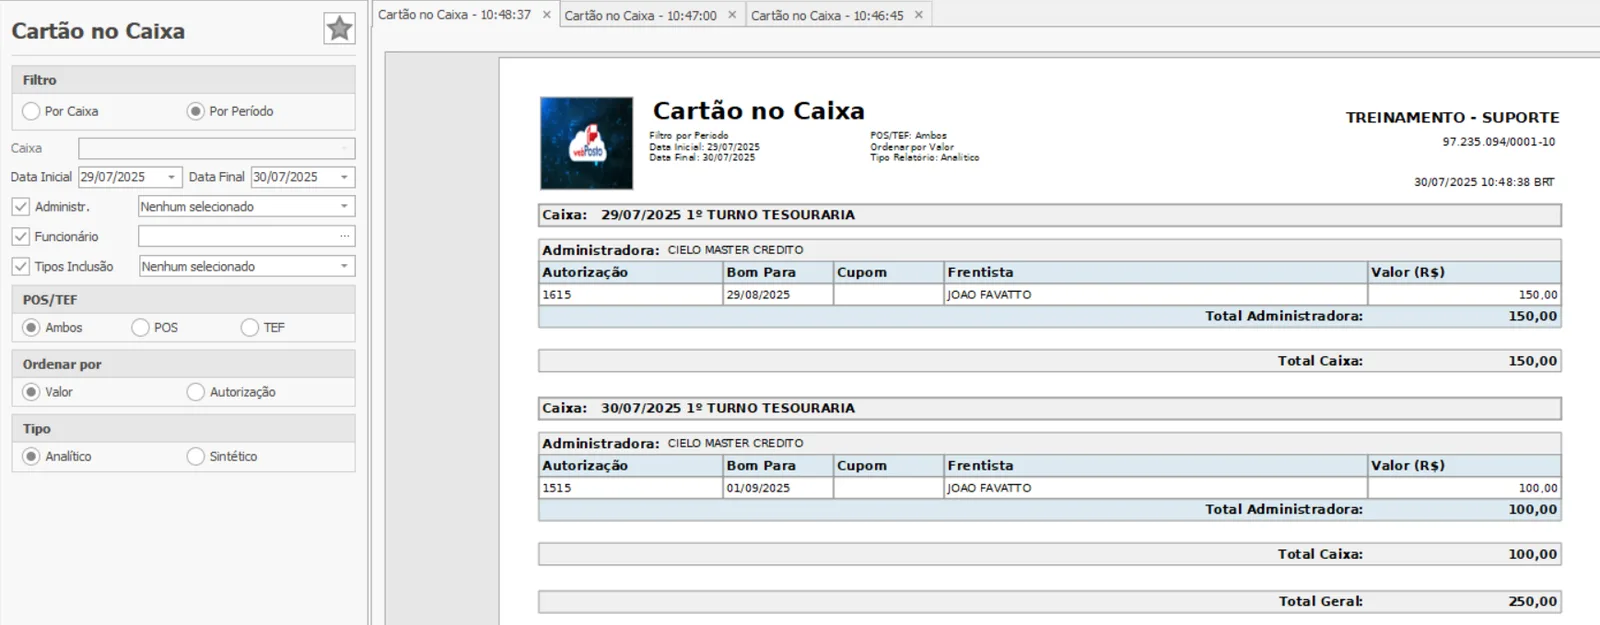 Cartão no Caixa
Filtro
Por Caixa
Por Período
Caixa
Data Inicial 29/07/2025 Data Final 30/07/2025
Administr. Nenhum selecionado
Funcionário ...
Tipos Inclusão Nenhum selecionado
POS/TEF
Ambos POS TEF
Ordenar por
Valor Autorização
Tipo
Analítico Sintético
Cartão no Caixa - 10:48:37 × Cartão no Caixa - 10:47:00 × Cartão no Caixa - 10:46:45 ×
webPosto
Cartão no Caixa
Filtro por Periodo
Data Inicial: 29/07/2025
Data Final: 30/07/2025
POS/TEF: Ambos
Ordenar por Valor
Tipo Relatório: Analítico
TREINAMENTO - SUPORTE
97.235.094/0001-10
30/07/2025 10:48:38 BRT
Caixa: 29/07/2025 1º TURNO TESOURARIA
Administradora: CIELO MASTER CREDITO
Autorização Bom Para Cupom Frentista Valor (R$)
1615 29/08/2025 JOAO FAVATTO 150,00
Total Administradora: 150,00
Total Caixa: 150,00
Caixa: 30/07/2025 1º TURNO TESOURARIA
Administradora: CIELO MASTER CREDITO
Autorização Bom Para Cupom Frentista Valor (R$)
1515 01/09/2025 JOAO FAVATTO 100,00
Total Administradora: 100,00
Total Caixa: 100,00
Total Geral: 250,00